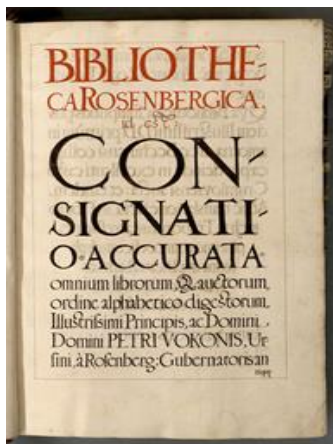 BIBLIOTHE-
CA ROSENBERGICA.
id
CON-
SIGNATI-
O·ACCURATA·
omnium librorum, & auctorum,
ordine alphabetico digestorum,
Illustrissimi Principis, ac Domini
Domini PETRI VOKONIS, Ur-
sini, à Rosenberg: Gubernatoris an